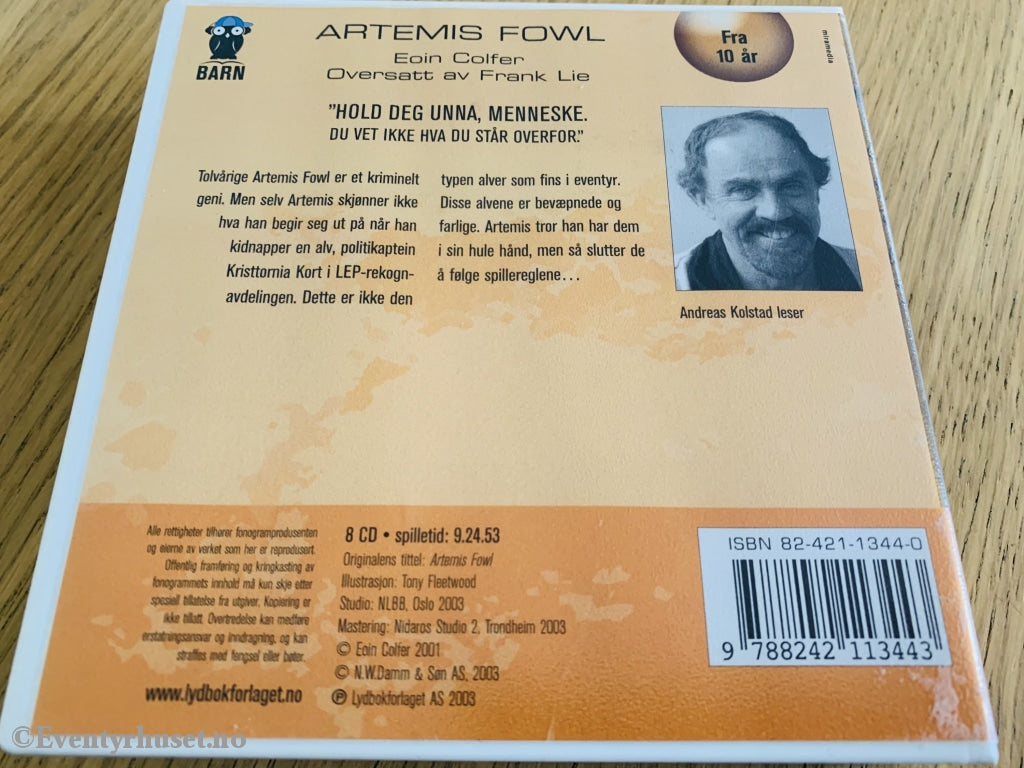 BARN
ARTEMIS FOWL
Eoin Colfer
Oversatt av Frank Lie
Fra
10 år
miramedia
"HOLD DEG UNNA, MENNESKE.
DU VET IKKE HVA DU STÅR OVERFOR."
Tolvårige Artemis Fowl er et kriminelt
geni. Men selv Artemis skjønner ikke
hva han begir seg ut på når han
kidnapper en alv, politikaptein
Kristtornia Kort i LEP-rekogn-
avdelingen. Dette er ikke den
typen alver som fins i eventyr.
Disse alvene er bevæpnede og
farlige. Artemis tror han har dem
i sin hule hånd, men så slutter de
å følge spillereglene...
Andreas Kolstad leser
Alle rettigheter tilhører fonogramprodusenten
og eierne av verket som her er reprodusert.
Offentlig framføring og kringkasting av
fonogrammets innhold må kun skje etter
spesiell tillatelse fra utgiver. Kopiering er
ikke tillatt. Overtredelse kan medføre
erstatningsansvar og inndragning, og kan
straffes med fengsel eller bøter.
www.lydbokforlaget.no
8 CD • spilletid: 9.24.53
Originalens tittel: Artemis Fowl
Illustrasjon: Tony Fleetwood
Studio: NLBB, Oslo 2003
Mastering: Nidaros Studio 2, Trondheim 2003
© Eoin Colfer 2001
© N.W.Damm & Søn AS, 2003
℗ Lydbokforlaget AS 2003
ISBN 82-421-1344-0
9 788242 113443
©Eventyrhuset.no